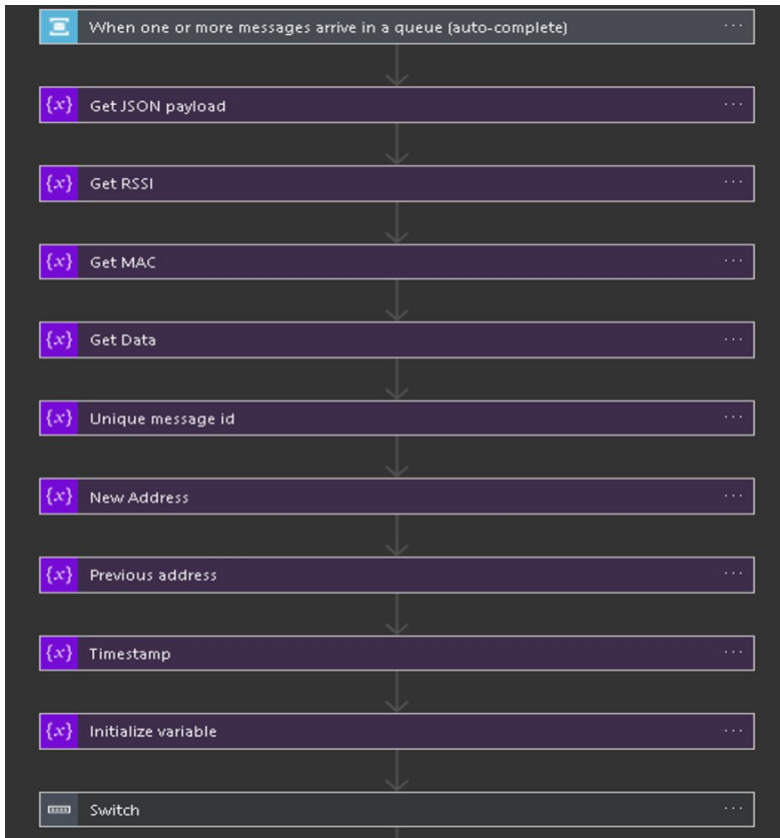 When one or more messages arrive in a queue (auto-complete) ...
{x} Get JSON payload ...
{x} Get RSSI ...
{x} Get MAC ...
{x} Get Data ...
{x} Unique message id ...
{x} New Address ...
{x} Previous address ...
{x} Timestamp ...
{x} Initialize variable ...
Switch ...